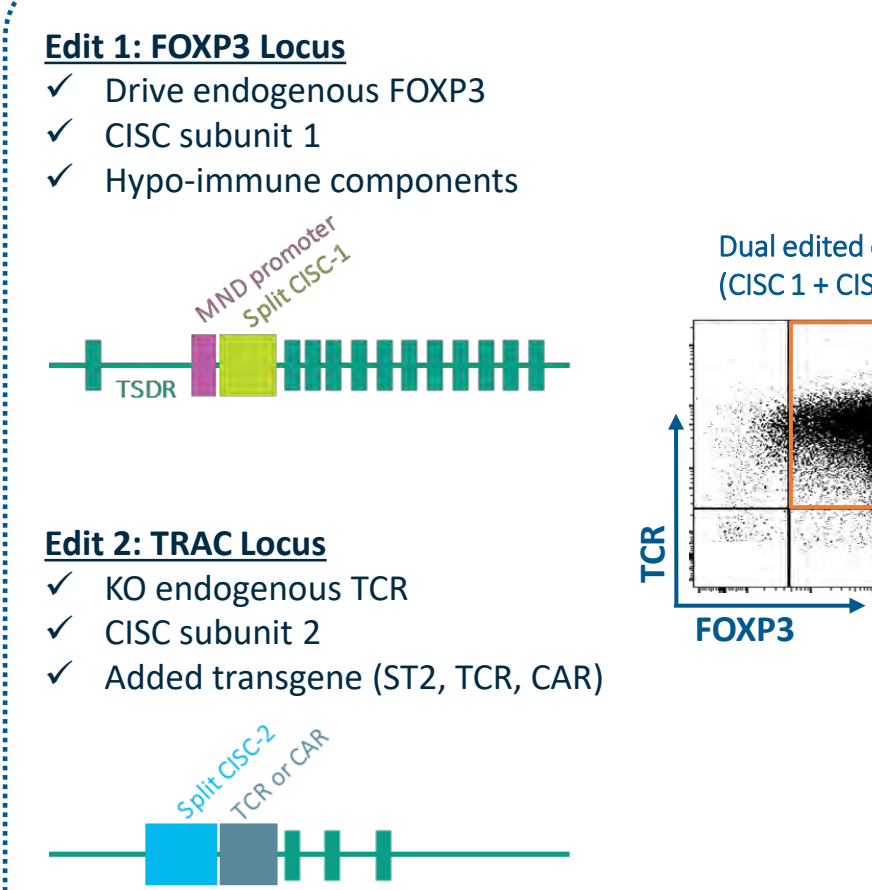 Edit 1: FOXP3 Locus
✓ Drive endogenous FOXP3
✓ CISC subunit 1
✓ Hypo-immune components
MND promoter
Split CISC-1
TSDR
Edit 2: TRAC Locus
✓ KO endogenous TCR
✓ CISC subunit 2
✓ Added transgene (ST2, TCR, CAR)
Split CISC-2
TCR or CAR
Dual edited
(CISC 1 + CIS
TCR
FOXP3